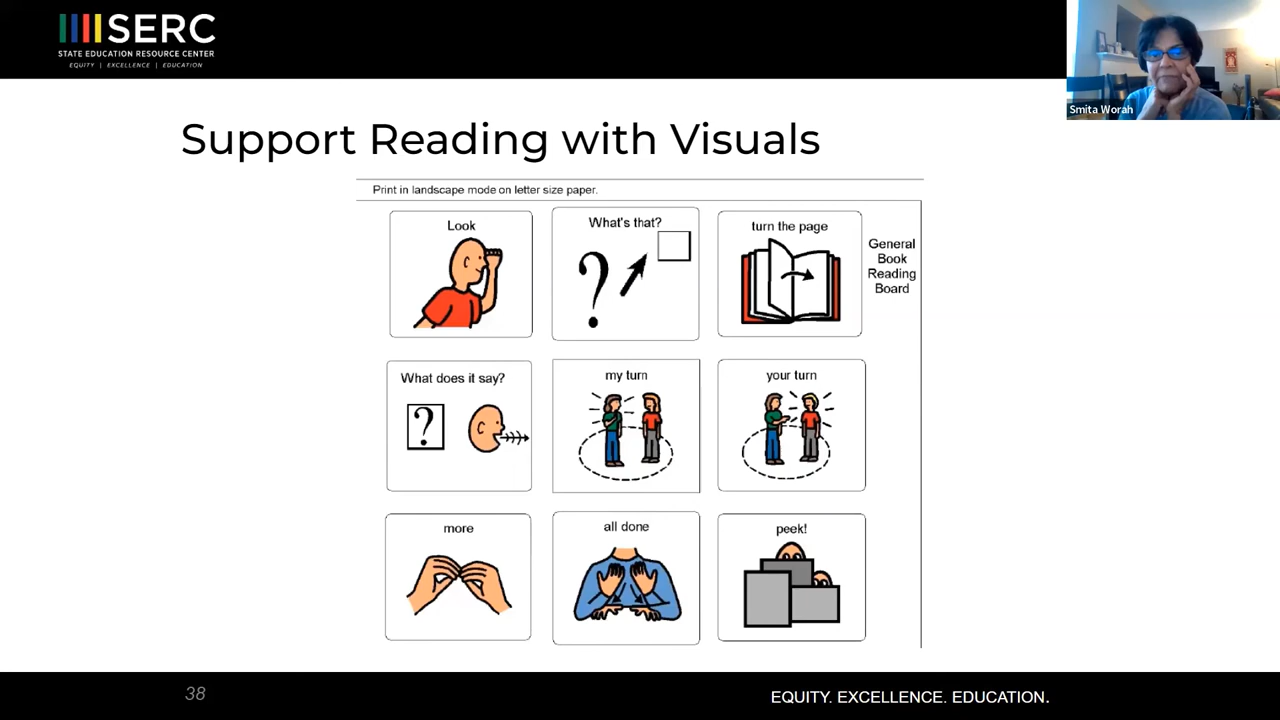 SERC
STATE EDUCATION RESOURCE CENTER
EQUITY | EXCELLENCE | EDUCATION
Smita Worah
Support Reading with Visuals
Print in landscape mode on letter size paper.
Look
What's that?
?
turn the page
General
Book
Reading
Board
What does it say?
?
my turn
your turn
more
all done
peek!
38
EQUITY. EXCELLENCE. EDUCATION.